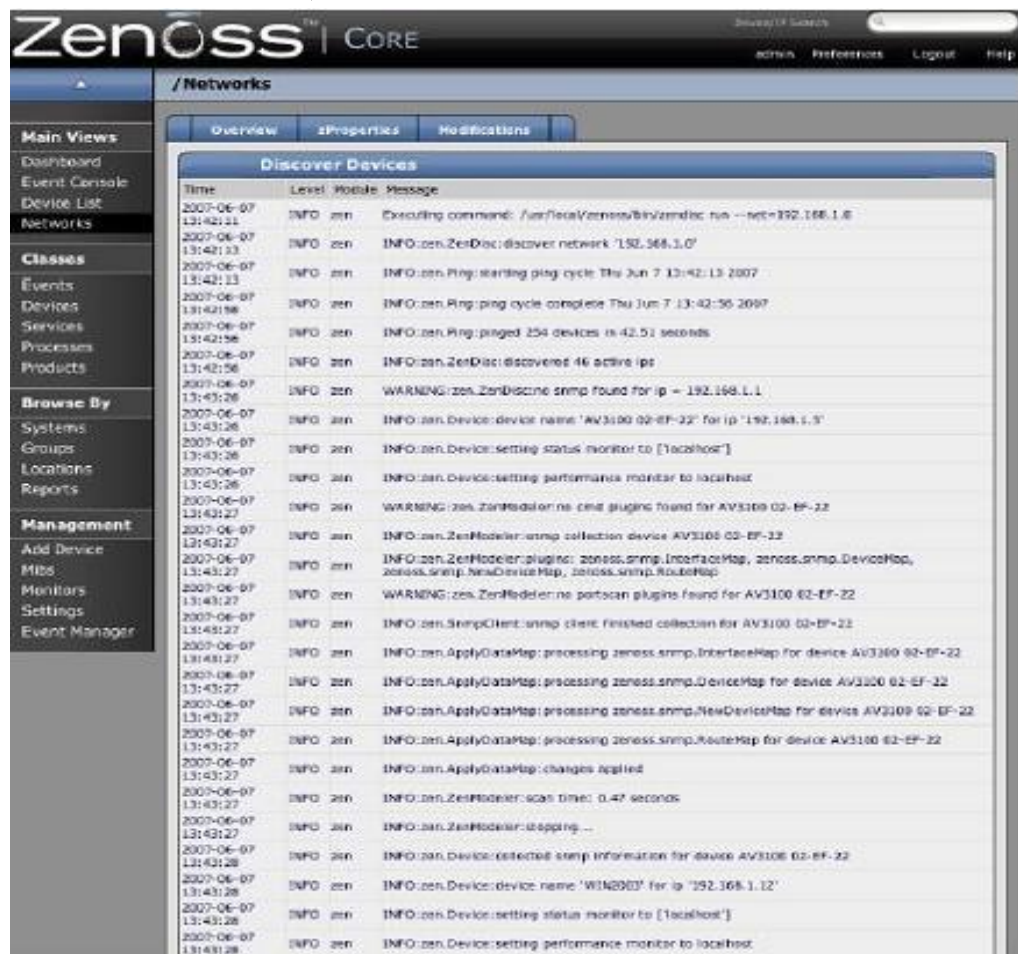 Zenoss™ | CORE
Device/IP Search
admin Preferences Logout Help
/Networks
Main Views
Dashboard
Event Console
Device List
Networks
Classes
Events
Devices
Services
Processes
Products
Browse By
Systems
Groups
Locations
Reports
Management
Add Device
Mibs
Monitors
Settings
Event Manager
Overview zProperties Modifications
Discover Devices
Time Level Module Message
2007-06-07
13:42:11 INFO zen Executing command: /usr/local/zenoss/bin/zendisc run --net=192.168.1.0
2007-06-07
13:42:13 INFO zen INFO:zen.ZenDisc:discover network '192.168.1.0'
2007-06-07
13:42:13 INFO zen INFO:zen.Ping:starting ping cycle Thu Jun 7 13:42:13 2007
2007-06-07
13:42:56 INFO zen INFO:zen.Ping:ping cycle complete Thu Jun 7 13:42:56 2007
2007-06-07
13:42:56 INFO zen INFO:zen.Ping:pinged 254 devices in 42.51 seconds
2007-06-07
13:42:56 INFO zen INFO:zen.ZenDisc:discovered 46 active ips
2007-06-07
13:43:26 INFO zen WARNING:zen.ZenDisc:no snmp found for ip = 192.168.1.1
2007-06-07
13:43:26 INFO zen INFO:zen.Device:device name 'AV3100 02-EF-22' for ip '192.168.1.5'
2007-06-07
13:43:26 INFO zen INFO:zen.Device:setting status monitor to ['localhost']
2007-06-07
13:43:26 INFO zen INFO:zen.Device:setting performance monitor to localhost
2007-06-07
13:43:27 INFO zen WARNING:zen.ZenModeler:no cmd plugins found for AV3100 02-EF-22
2007-06-07
13:43:27 INFO zen INFO:zen.ZenModeler:snmp collection device AV3100 02-EF-22
2007-06-07
13:43:27 INFO zen INFO:zen.ZenModeler:plugins: zenoss.snmp.InterfaceMap, zenoss.snmp.DeviceMap,
zenoss.snmp.NewDeviceMap, zenoss.snmp.RouteMap
2007-06-07
13:43:27 INFO zen WARNING:zen.ZenModeler:no portscan plugins found for AV3100 02-EF-22
2007-06-07
13:43:27 INFO zen INFO:zen.SnmpClient:snmp client finished collection for AV3100 02-EF-22
2007-06-07
13:43:27 INFO zen INFO:zen.ApplyDataMap:processing zenoss.snmp.InterfaceMap for device AV3100 02-EF-22
2007-06-07
13:43:27 INFO zen INFO:zen.ApplyDataMap:processing zenoss.snmp.DeviceMap for device AV3100 02-EF-22
2007-06-07
13:43:27 INFO zen INFO:zen.ApplyDataMap:processing zenoss.snmp.NewDeviceMap for device AV3100 02-EF-22
2007-06-07
13:43:27 INFO zen INFO:zen.ApplyDataMap:processing zenoss.snmp.RouteMap for device AV3100 02-EF-22
2007-06-07
13:43:27 INFO zen INFO:zen.ApplyDataMap:changes applied
2007-06-07
13:43:27 INFO zen INFO:zen.ZenModeler:scan time: 0.47 seconds
2007-06-07
13:43:27 INFO zen INFO:zen.ZenModeler:stopping...
2007-06-07
13:43:28 INFO zen INFO:zen.Device:collected snmp information for device AV3100 02-EF-22
2007-06-07
13:43:28 INFO zen INFO:zen.Device:device name 'WIN2003' for ip '192.168.1.12'
2007-06-07
13:43:28 INFO zen INFO:zen.Device:setting status monitor to ['localhost']
2007-06-07
13:43:28 INFO zen INFO:zen.Device:setting performance monitor to localhost